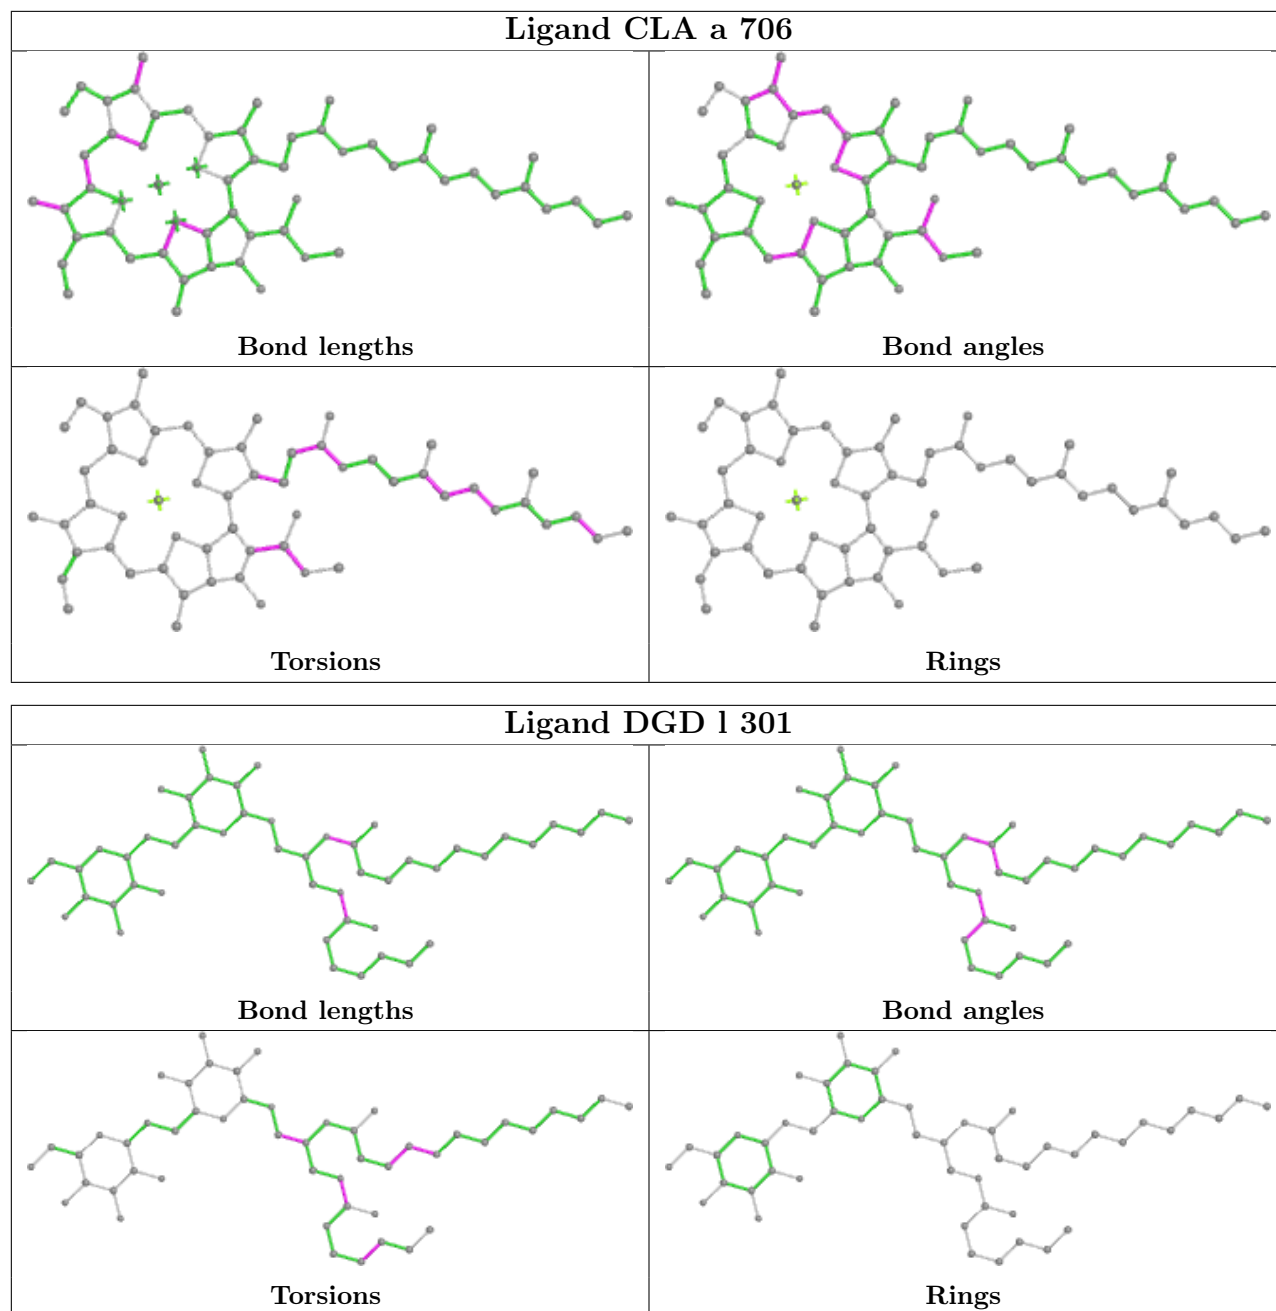 Ligand CLA a 706
Bond lengths
Bond angles
Torsions
Rings
Ligand DGD l 301
Bond lengths
Bond angles
Torsions
Rings